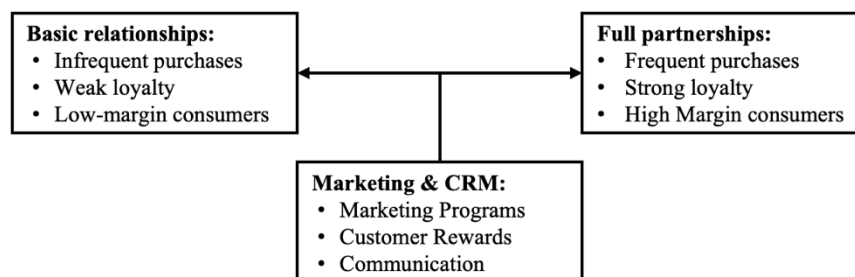 Basic relationships:
• Infrequent purchases
• Weak loyalty
• Low-margin consumers
Full partnerships:
• Frequent purchases
• Strong loyalty
• High Margin consumers
Marketing & CRM:
• Marketing Programs
• Customer Rewards
• Communication